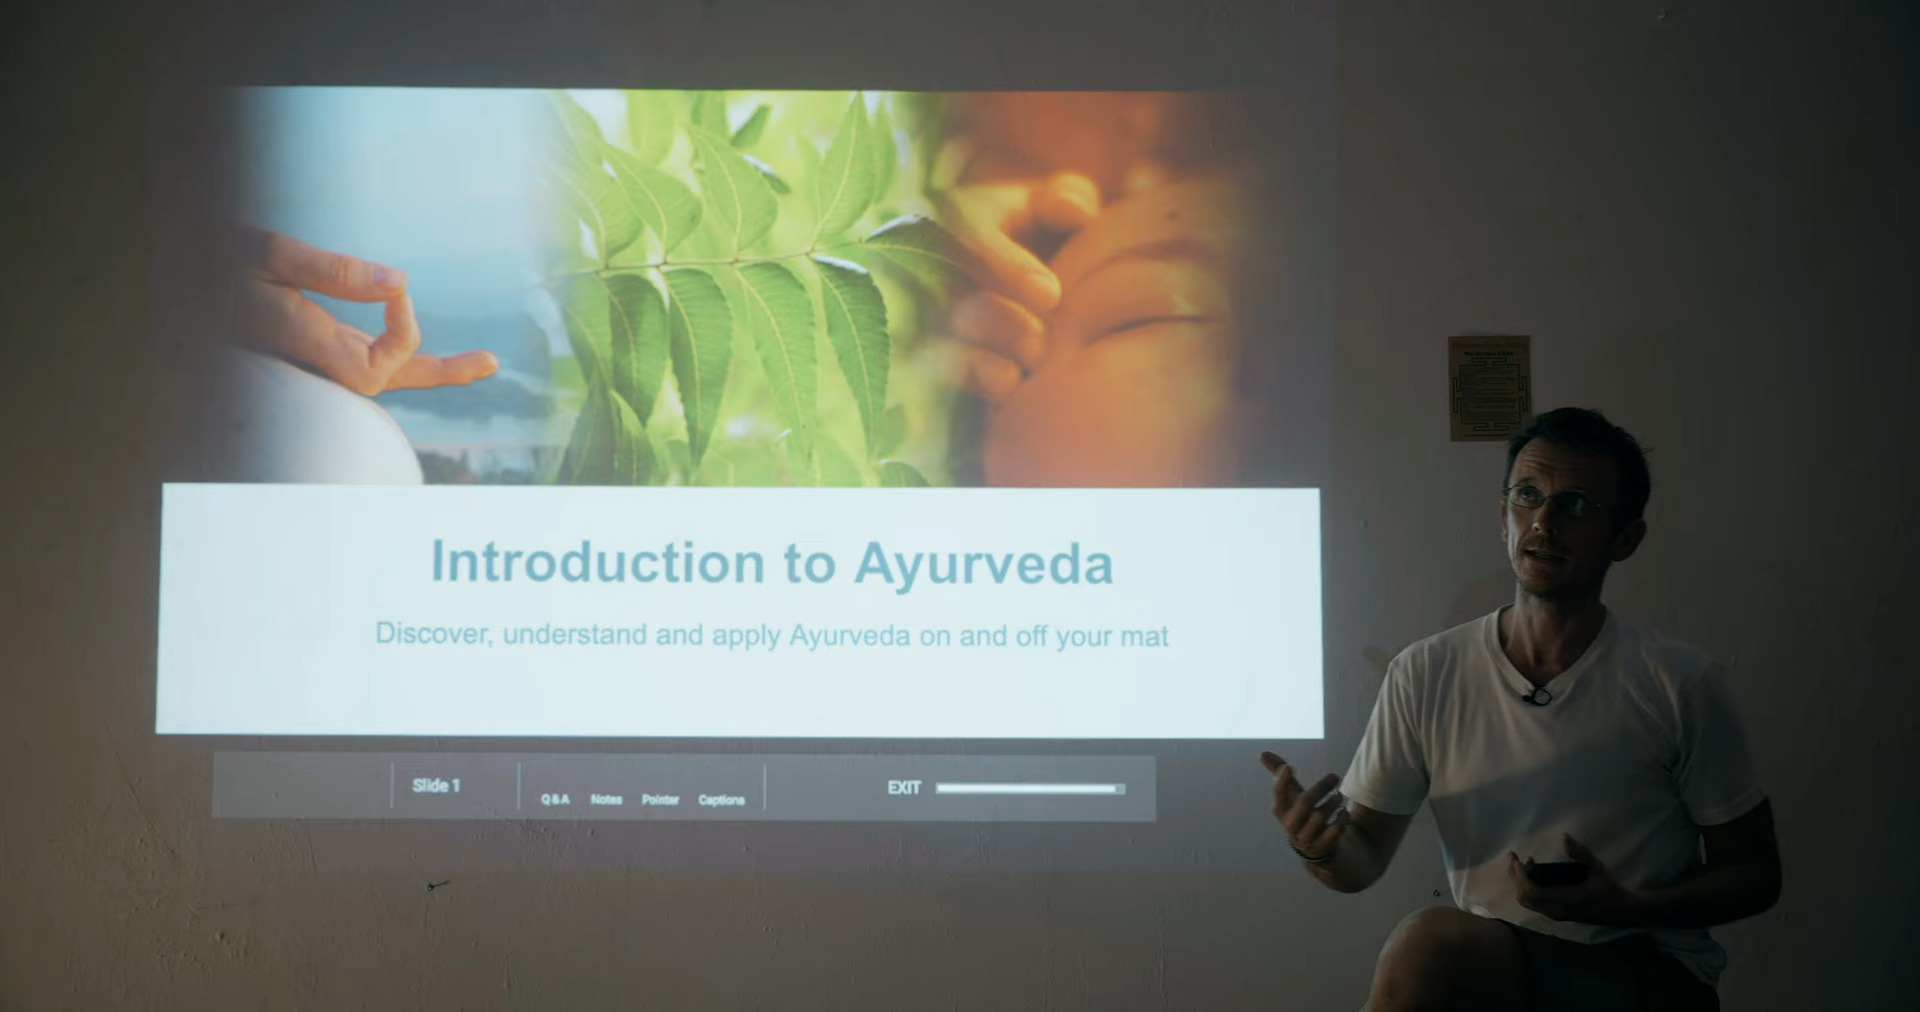 Introduction to Ayurveda
Discover, understand and apply Ayurveda on and off your mat
Slide 1
Q&A Notes Pointer Captions
EXIT